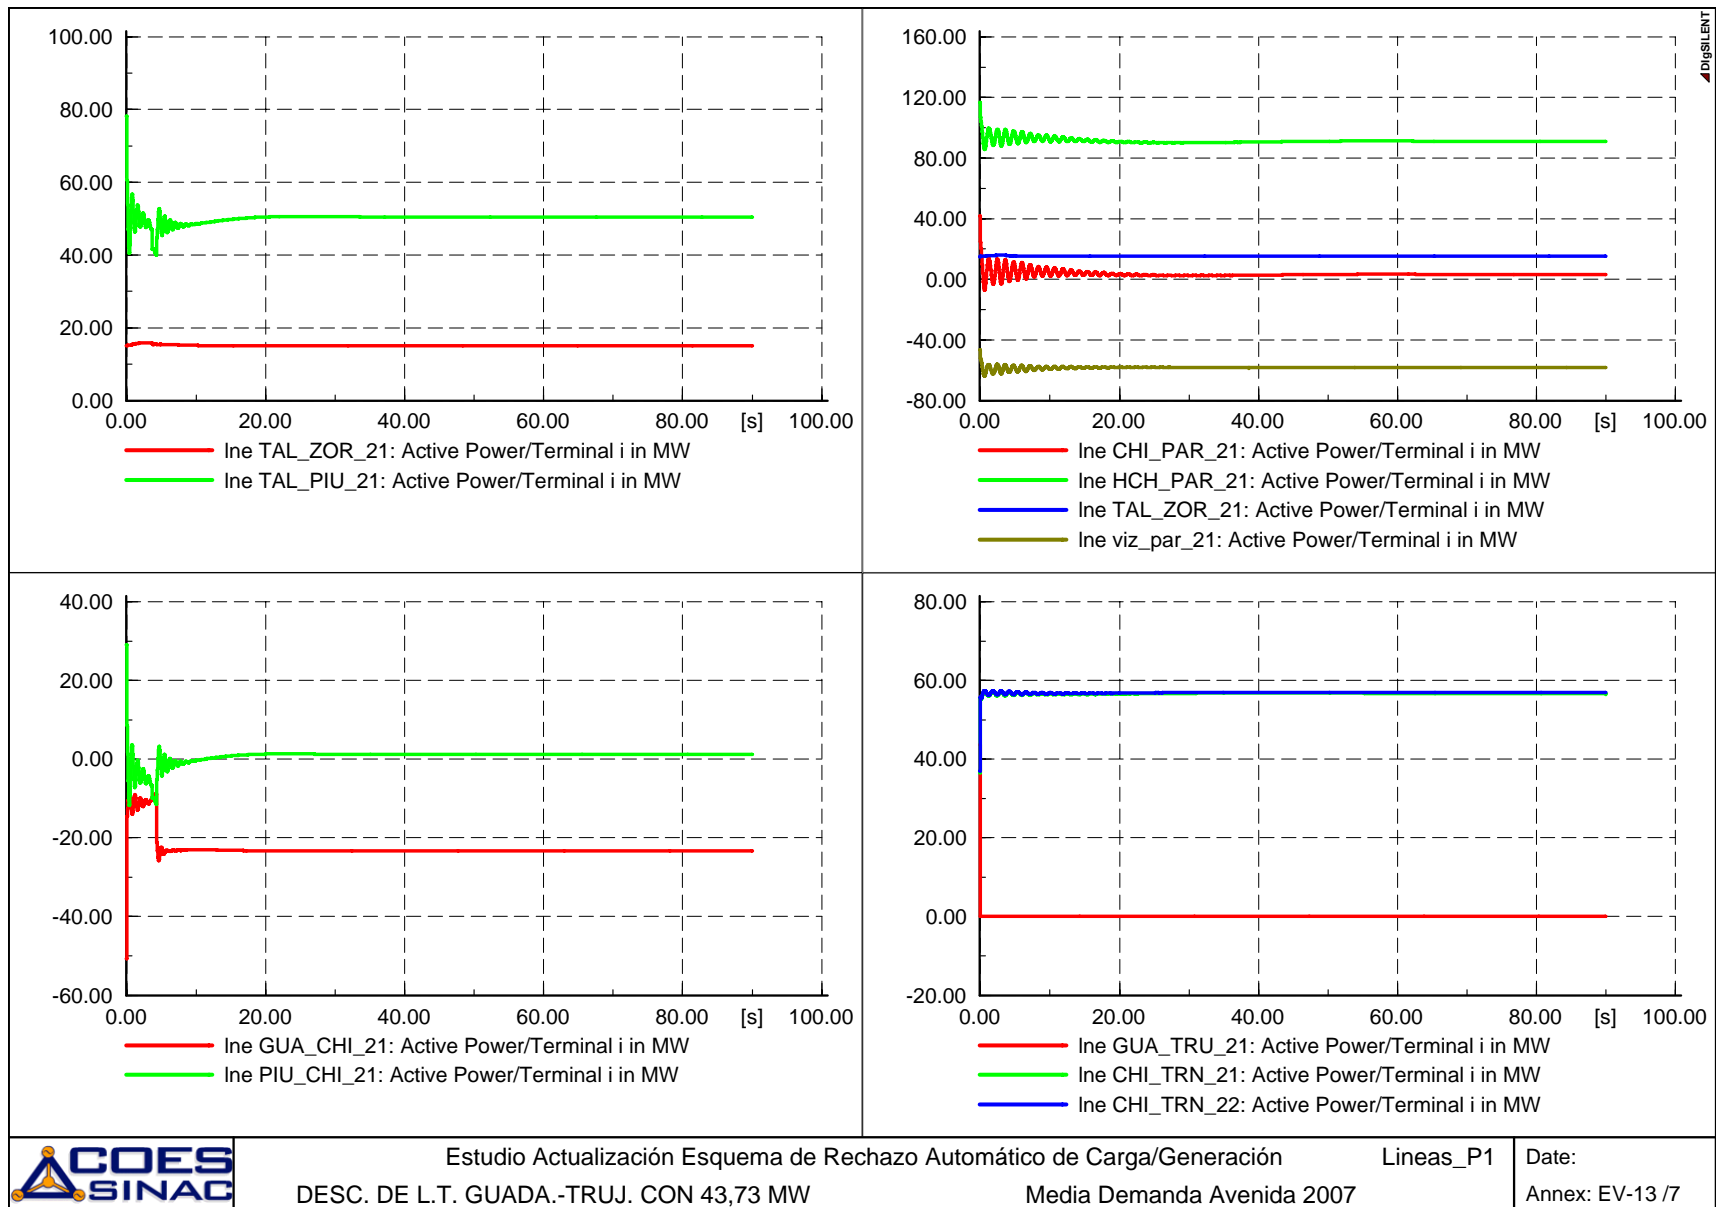 100.00
80.00
60.00
40.00
20.00
0.00
0.00 20.00 40.00 60.00 80.00 [s] 100.00
lne TAL_ZOR_21: Active Power/Terminal i in MW
lne TAL_PIU_21: Active Power/Terminal i in MW
160.00
120.00
80.00
40.00
0.00
-40.00
-80.00
0.00 20.00 40.00 60.00 80.00 [s] 100.00
lne CHI_PAR_21: Active Power/Terminal i in MW
lne HCH_PAR_21: Active Power/Terminal i in MW
lne TAL_ZOR_21: Active Power/Terminal i in MW
lne viz_par_21: Active Power/Terminal i in MW
DIgSILENT
40.00
20.00
0.00
-20.00
-40.00
-60.00
0.00 20.00 40.00 60.00 80.00 [s] 100.00
lne GUA_CHI_21: Active Power/Terminal i in MW
lne PIU_CHI_21: Active Power/Terminal i in MW
80.00
60.00
40.00
20.00
0.00
-20.00
0.00 20.00 40.00 60.00 80.00 [s] 100.00
lne GUA_TRU_21: Active Power/Terminal i in MW
lne CHI_TRN_21: Active Power/Terminal i in MW
lne CHI_TRN_22: Active Power/Terminal i in MW
COES
SINAC
Estudio Actualización Esquema de Rechazo Automático de Carga/Generación Lineas_P1
DESC. DE L.T. GUADA.-TRUJ. CON 43,73 MW Media Demanda Avenida 2007
Date:
Annex: EV-13 /7